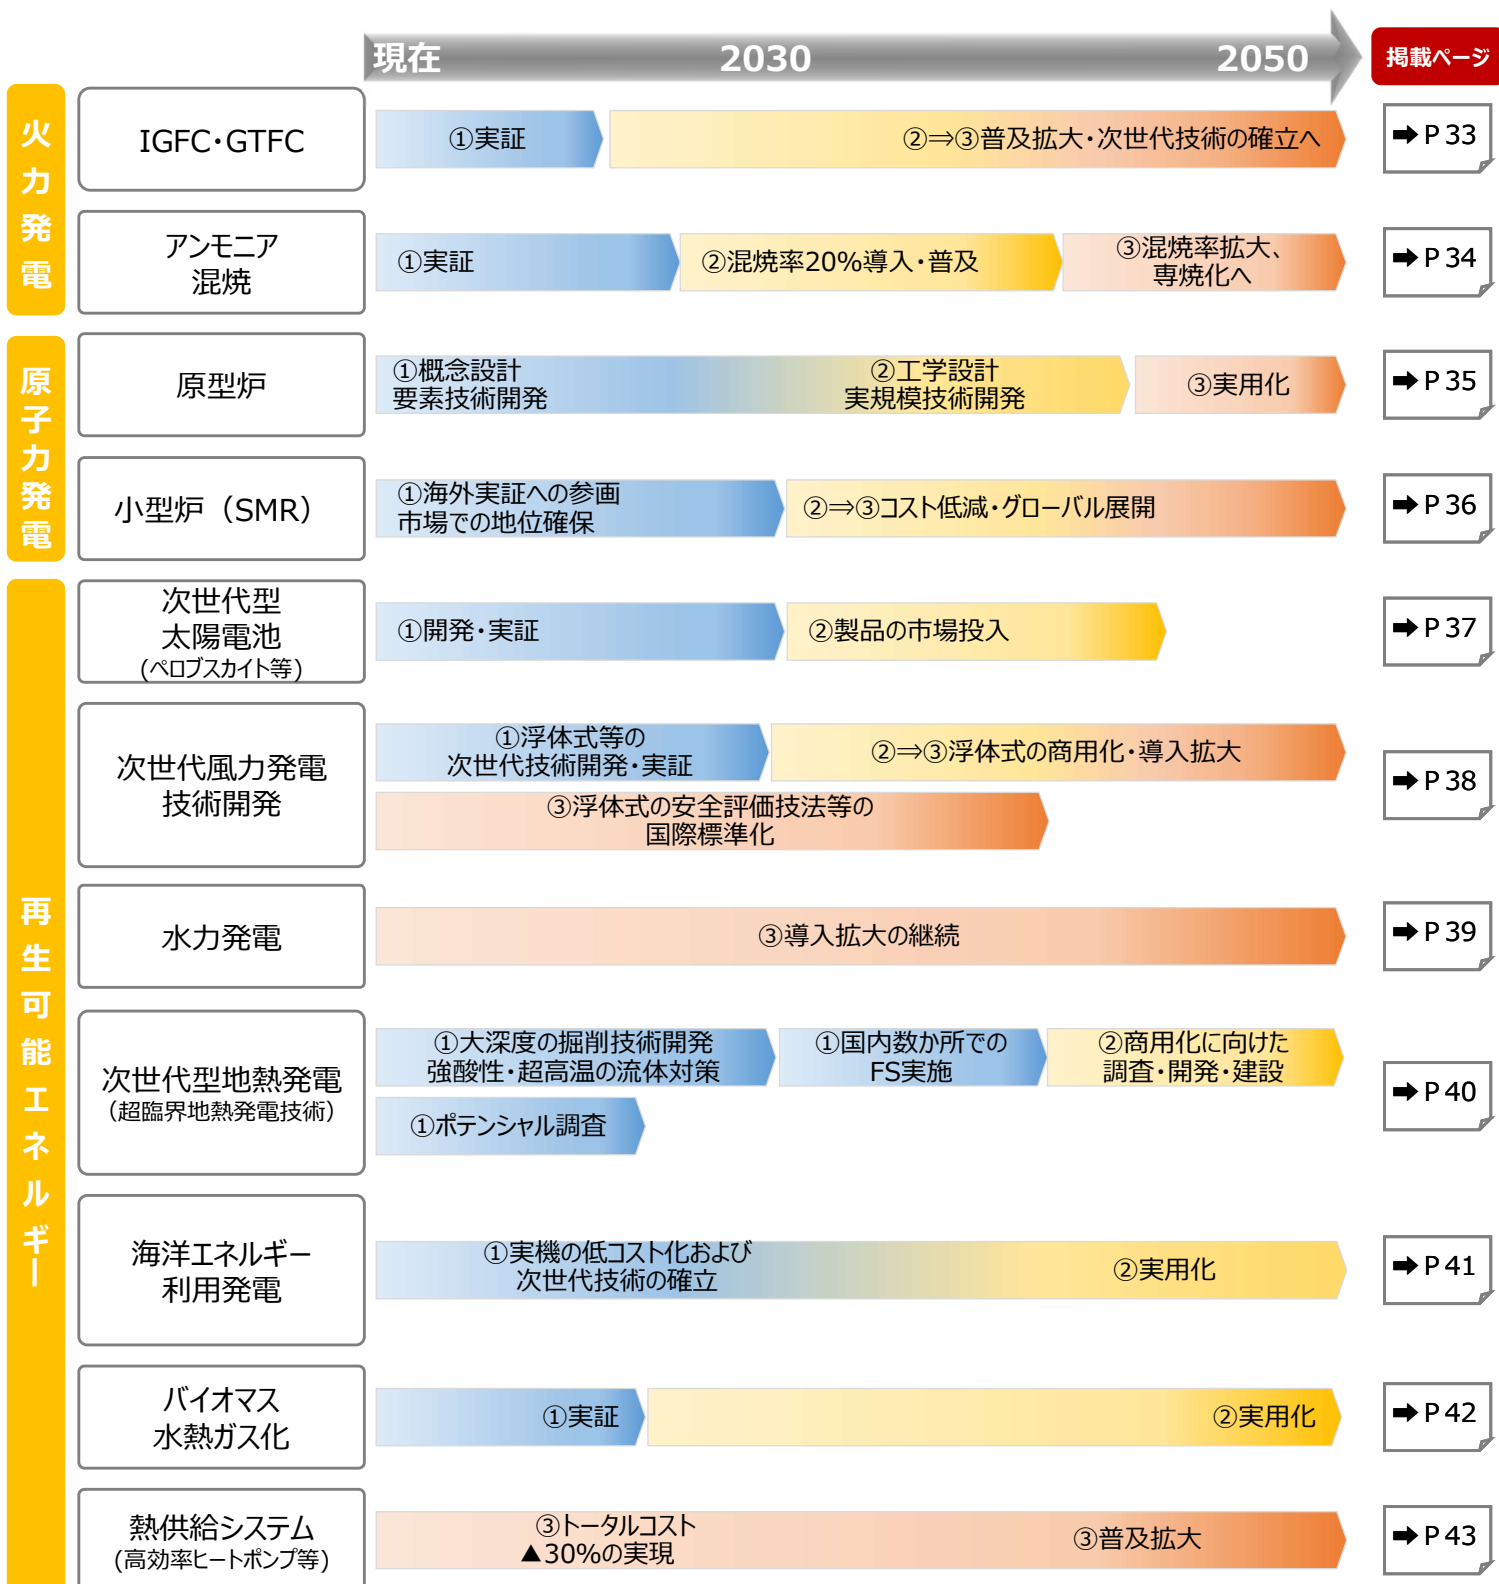 現在 2030 2050 掲載ページ
火力発電
IGFC・GTFC
①実証
②⇒③普及拡大・次世代技術の確立へ
➡P33
アンモニア
混焼
①実証
②混焼率20%導入・普及
③混焼率拡大、
専焼化へ
➡P34
原子力発電
原型炉
①概念設計
要素技術開発
②工学設計
実規模技術開発
③実用化
➡P35
小型炉（SMR）
①海外実証への参画
市場での地位確保
②⇒③コスト低減・グローバル展開
➡P36
再生可能エネルギー
次世代型
太陽電池
(ペロブスカイト等)
①開発・実証
②製品の市場投入
➡P37
次世代風力発電
技術開発
①浮体式等の
次世代技術開発・実証
②⇒③浮体式の商用化・導入拡大
③浮体式の安全評価技法等の
国際標準化
➡P38
水力発電
③導入拡大の継続
➡P39
次世代型地熱発電
（超臨界地熱発電技術）
①大深度の掘削技術開発
強酸性・超高温の流体対策
①国内数か所での
FS実施
②商用化に向けた
調査・開発・建設
①ポテンシャル調査
➡P40
海洋エネルギー
利用発電
①実機の低コスト化および
次世代技術の確立
②実用化
➡P41
バイオマス
水熱ガス化
①実証
②実用化
➡P42
熱供給システム
(高効率ヒートポンプ等)
③トータルコスト
▲30%の実現
③普及拡大
➡P43